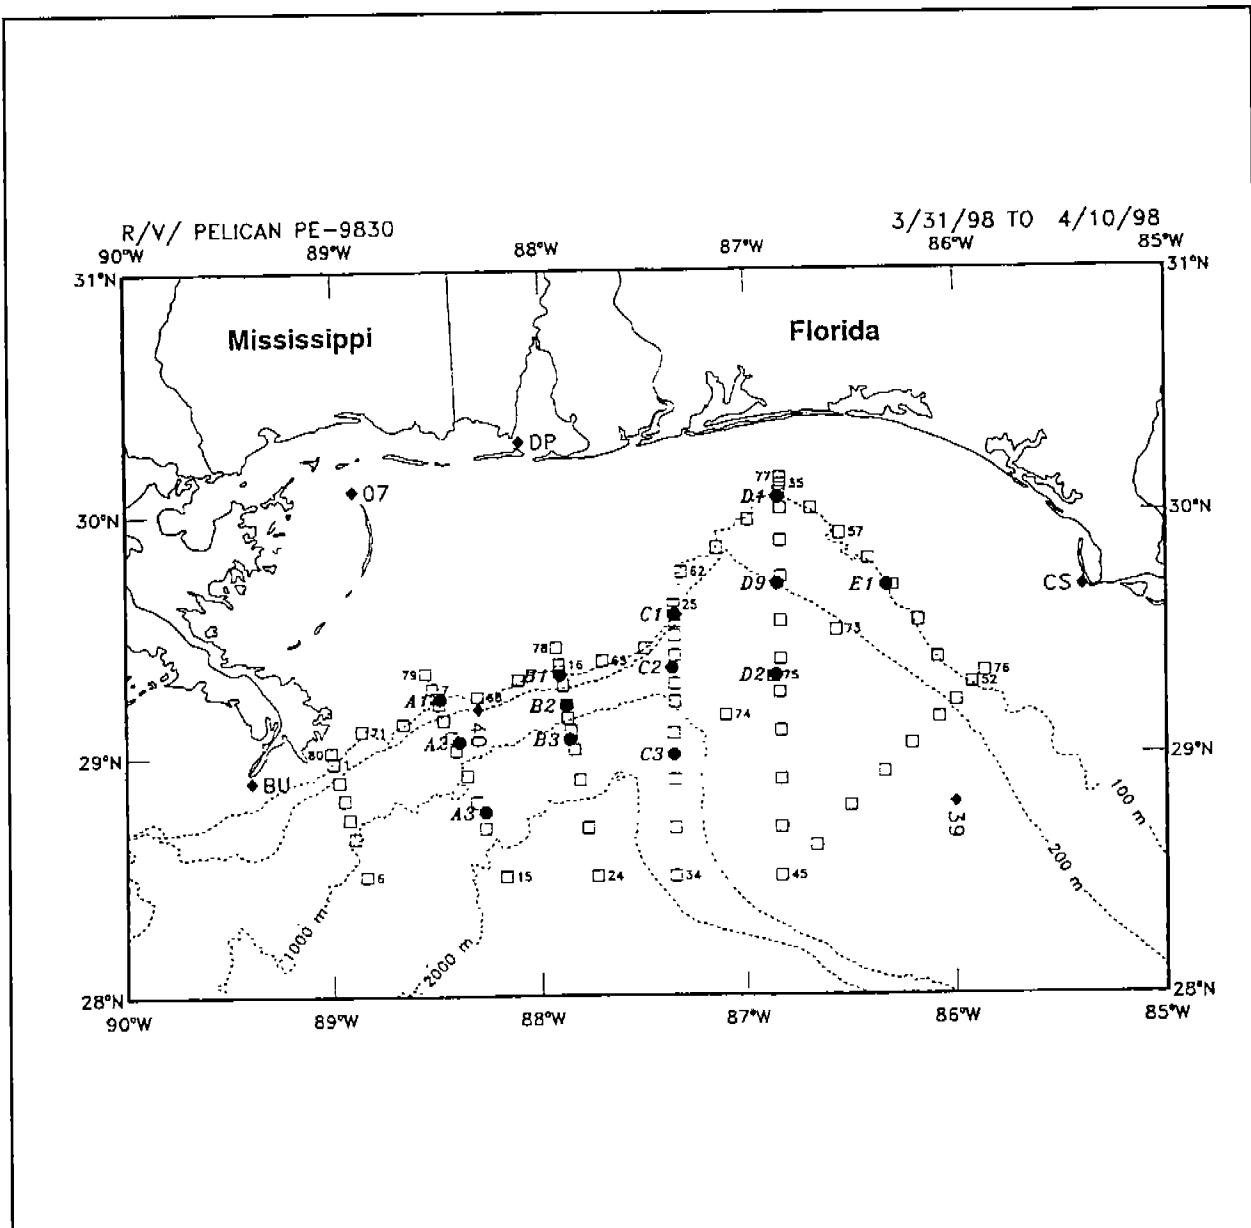 R/V/ PELICAN PE-9830
3/31/98 TO 4/10/98
90°W 89°W 88°W 87°W 86°W 85°W
31°N 31°N
Mississippi
Florida
DP
07
77
35
D1
30°N
30°N
57
62
D9
E1
CS
C1
25
73
78
16
63
79
B1
C2
D2
75
76
52
7
A1
68
B2
74
71
A2
40
B3
80
C3
29°N
29°N
BU
A3
39
100 m
6
15
24
34
45
200 m
1000 m
2000 m
28°N 28°N
90°W 89°W 88°W 87°W 86°W 85°W